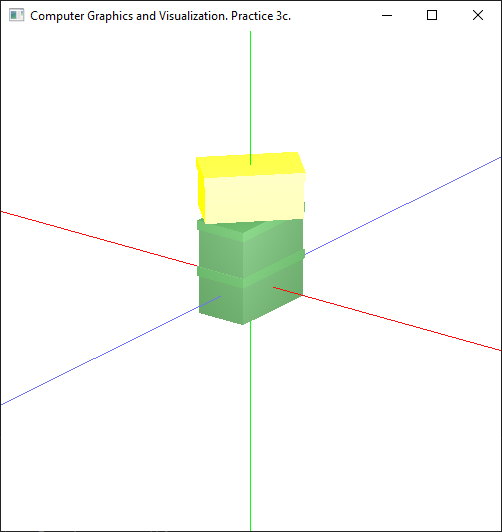 Computer Graphics and Visualization. Practice 3c.